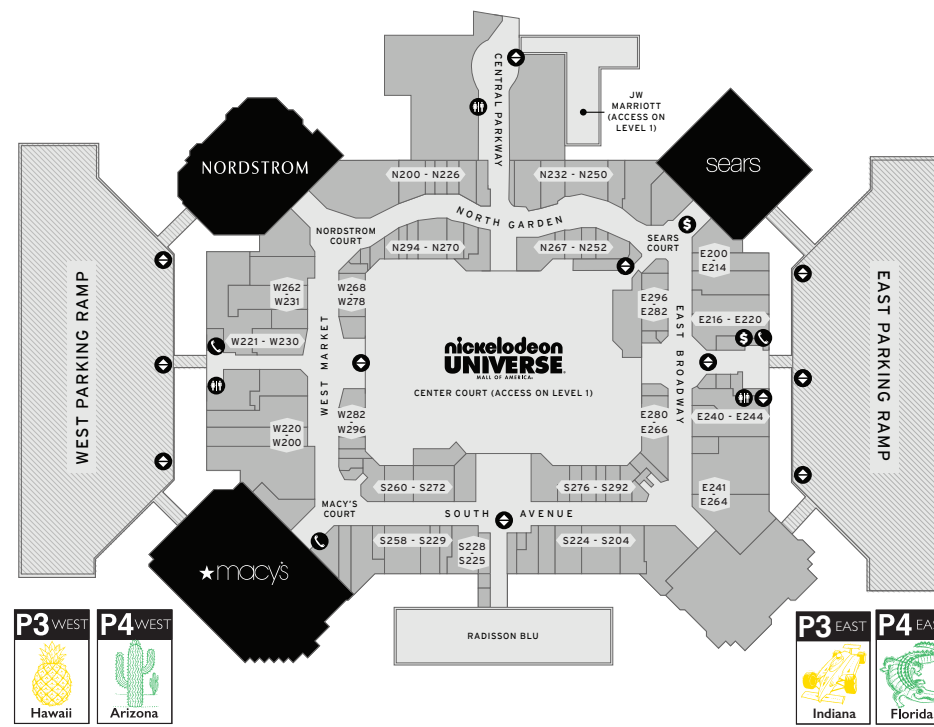 CENTRAL PARKWAY
JW
MARRIOTT
(ACCESS ON
LEVEL 1)
NORDSTROM
sears
N200 - N226
N232 - N250
NORTH GARDEN
NORDSTROM
COURT
N294 - N270
N267 - N252
SEARS
COURT
$
E200
-
E214
W262
-
W231
W268
-
W278
E296
-
E282
E216 - E220
$
W221 - W230
WEST MARKET
EAST BROADWAY
WEST PARKING RAMP
EAST PARKING RAMP
nickelodeon
UNIVERSE
MALL OF AMERICA
CENTER COURT (ACCESS ON LEVEL 1)
W282
-
W296
E280
-
E266
E240 - E244
W220
-
W200
S260 - S272
S276 - S292
E241
-
E264
MACY'S
COURT
SOUTH AVENUE
S258 - S229
S228
-
S225
S224 - S204
macy's
RADISSON BLU
P3 WEST
Hawaii
P4 WEST
Arizona
P3 EAST
Indiana
P4 EAS
Florida